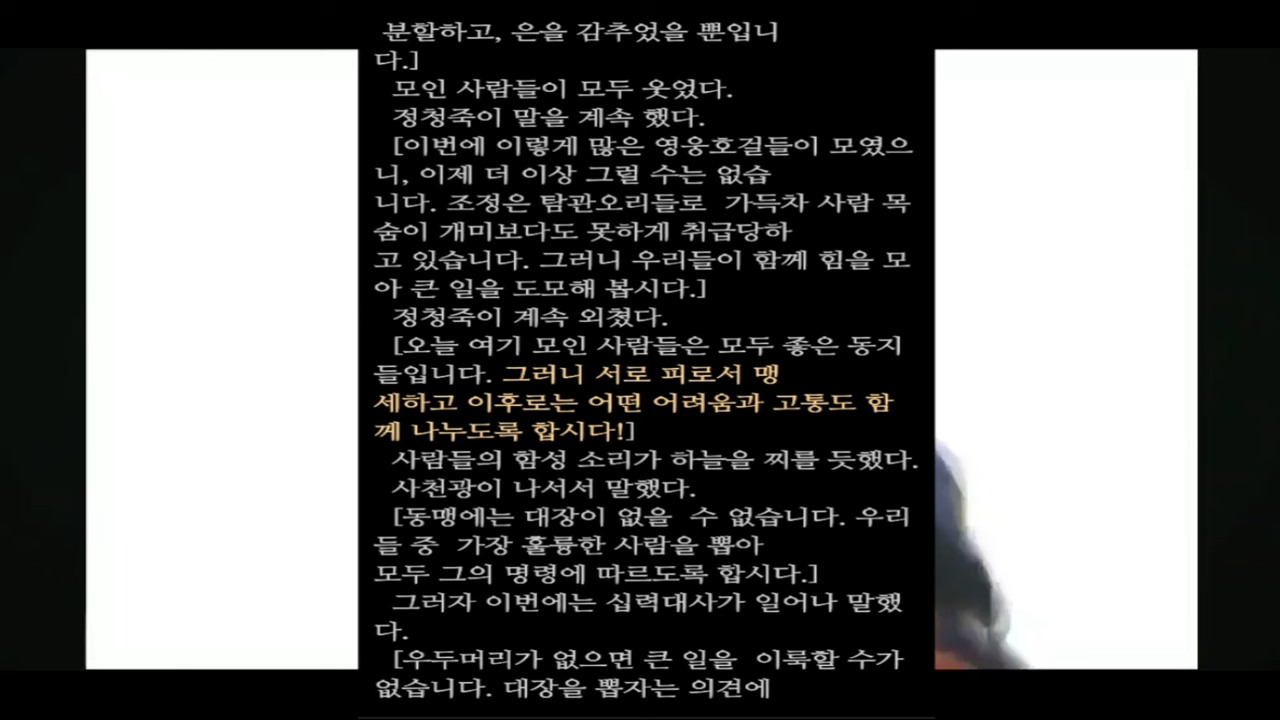 분할하고, 은을 감추었을 뿐입니
다.]
모인 사람들이 모두 웃었다.
정청죽이 말을 계속 했다.
[이번에 이렇게 많은 영웅호걸들이 모였으
니, 이제 더 이상 그럴 수는 없습
니다. 조정은 탐관오리들로 가득차 사람 목
숨이 개미보다도 못하게 취급당하
고 있습니다. 그러니 우리들이 함께 힘을 모
아 큰 일을 도모해 봅시다.]
정청죽이 계속 외쳤다.
[오늘 여기 모인 사람들은 모두 좋은 동지
들입니다. 그러니 서로 피로서 맹
세하고 이후로는 어떤 어려움과 고통도 함
께 나누도록 합시다!]
사람들의 함성 소리가 하늘을 찌를 듯했다.
사천광이 나서서 말했다.
[동맹에는 대장이 없을 수 없습니다. 우리
들 중 가장 훌륭한 사람을 뽑아
모두 그의 명령에 따르도록 합시다.]
그러자 이번에는 십력대사가 일어나 말했
다.
[우두머리가 없으면 큰 일을 이룩할 수가
없습니다. 대장을 뽑자는 의견에